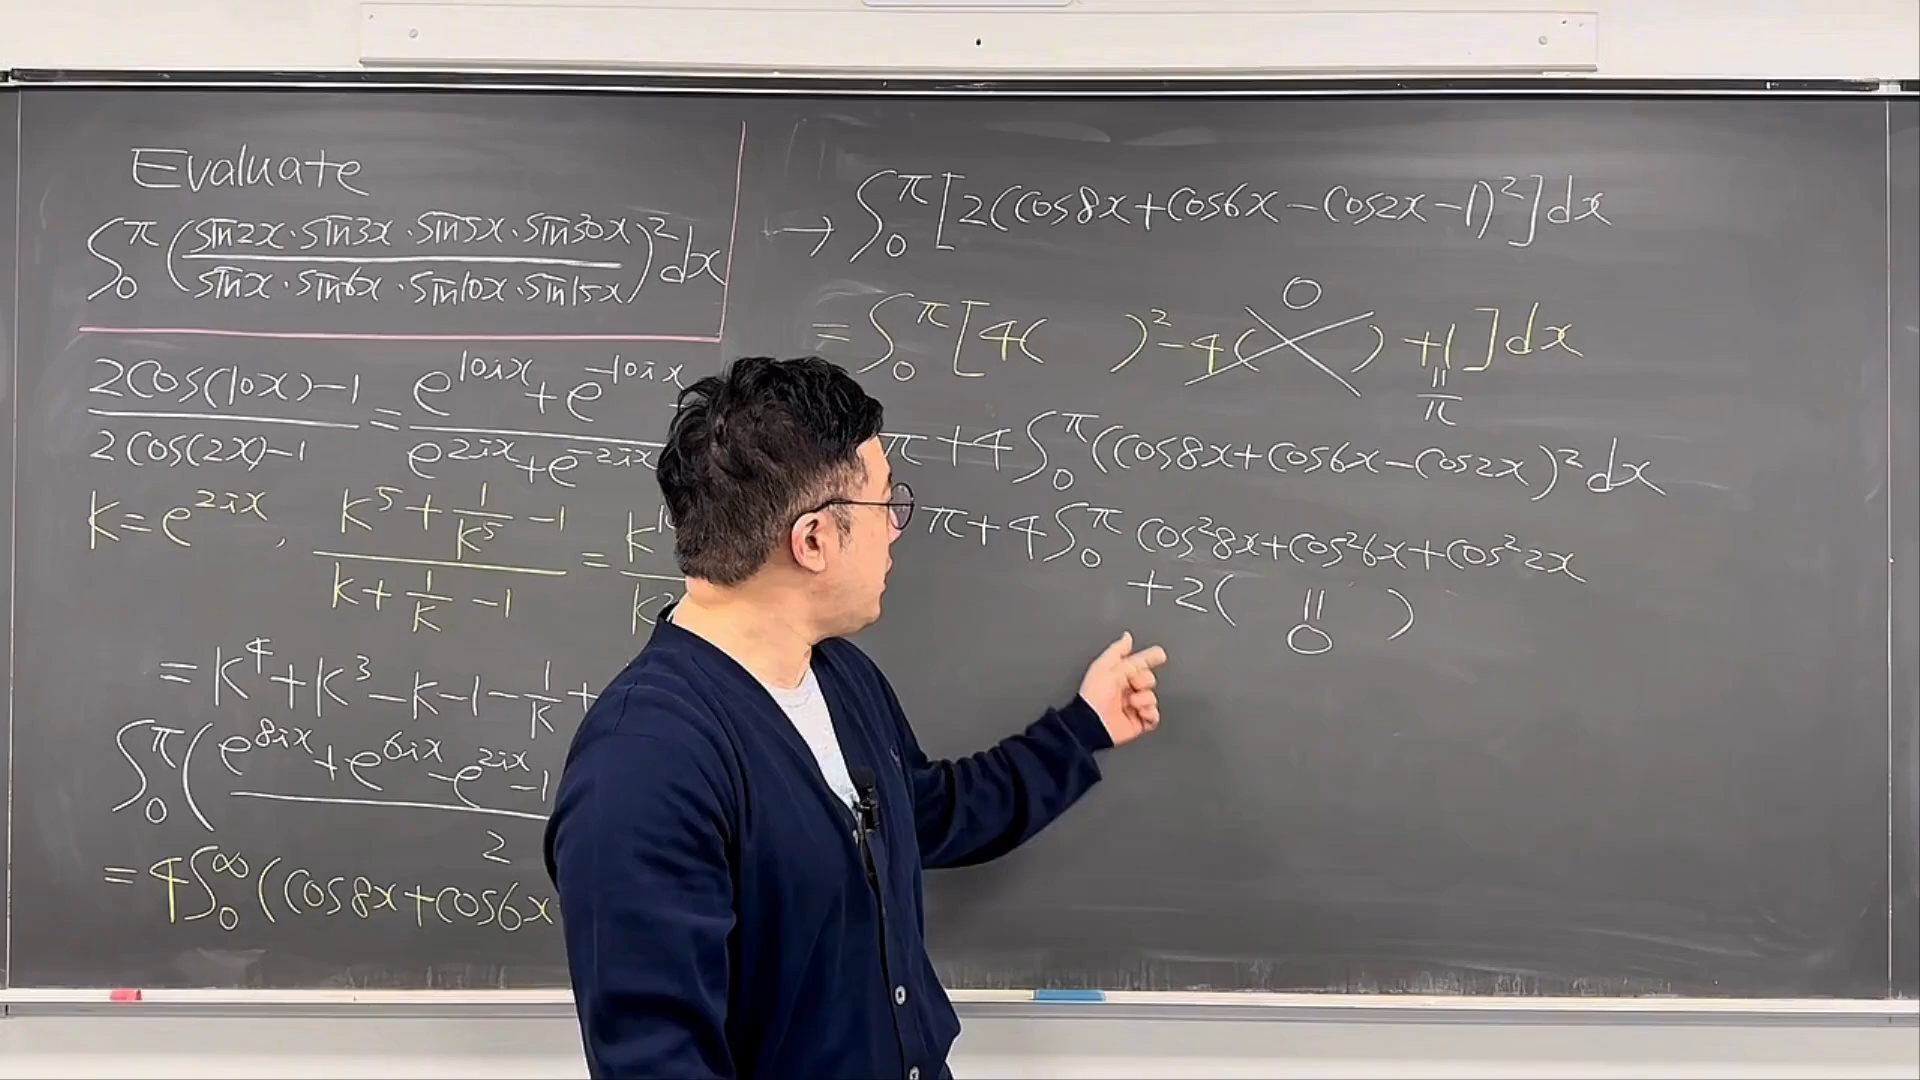 Evaluate
∫₀^π (sin2x·sin3x·sin5x·sin30x / sinx·sin6x·sin10x·sin15x)² dx
2cos(10x)-1 / 2cos(2x)-1 = e^{10ix}+e^{-10ix} / e^{2ix}+e^{-2ix}
k=e^{2ix}, (k⁵+1/k⁵-1) / (k+1/k-1) = k
=k⁴+k³-k-1-1/k+
∫₀^π (e^{8ix}+e^{6ix}-e^{2ix}-1 / 2
=4∫₀^∞ (cos8x+cos6x
→ ∫₀^π [2(cos8x+cos6x-cos2x-1)²]dx
=∫₀^π [4( )²-4( ) 0 +1]dx
=π
π+4∫₀^π (cos8x+cos6x-cos2x)²dx
π+4∫₀^π cos²8x+cos²6x+cos²2x
+2( =0 )